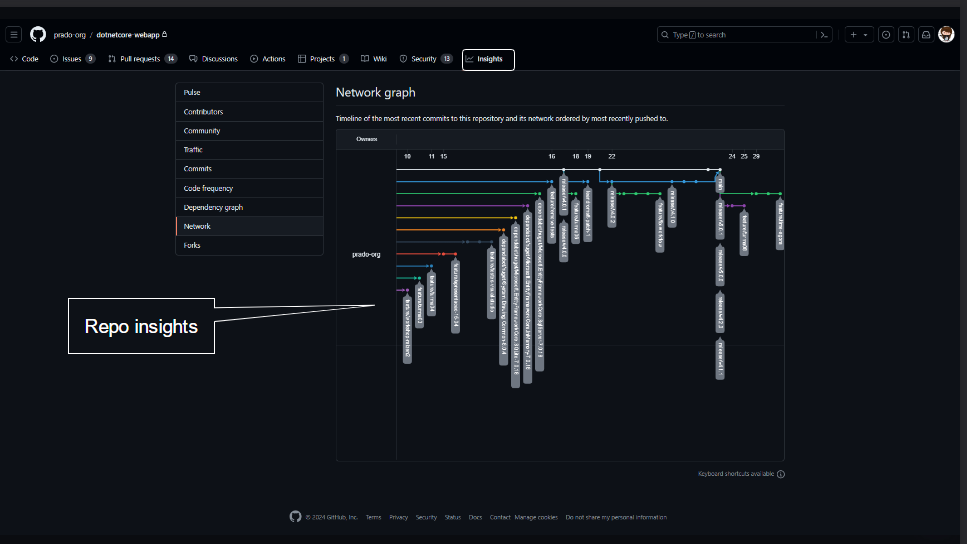 prado-org / dotnetcore-webapp
Type / to search
Code
Issues 9
Pull requests 14
Discussions
Actions
Projects 1
Wiki
Security 13
Insights
Pulse
Contributors
Community
Traffic
Commits
Code frequency
Dependency graph
Network
Forks
Network graph
Timeline of the most recent commits to this repository and its network ordered by most recently pushed to.
Owners
10 11 15 16 18 19 22 24 25 29
prado-org
main
Repo insights
Keyboard shortcuts available
© 2024 GitHub, Inc. Terms Privacy Security Status Docs Contact Manage cookies Do not share my personal information